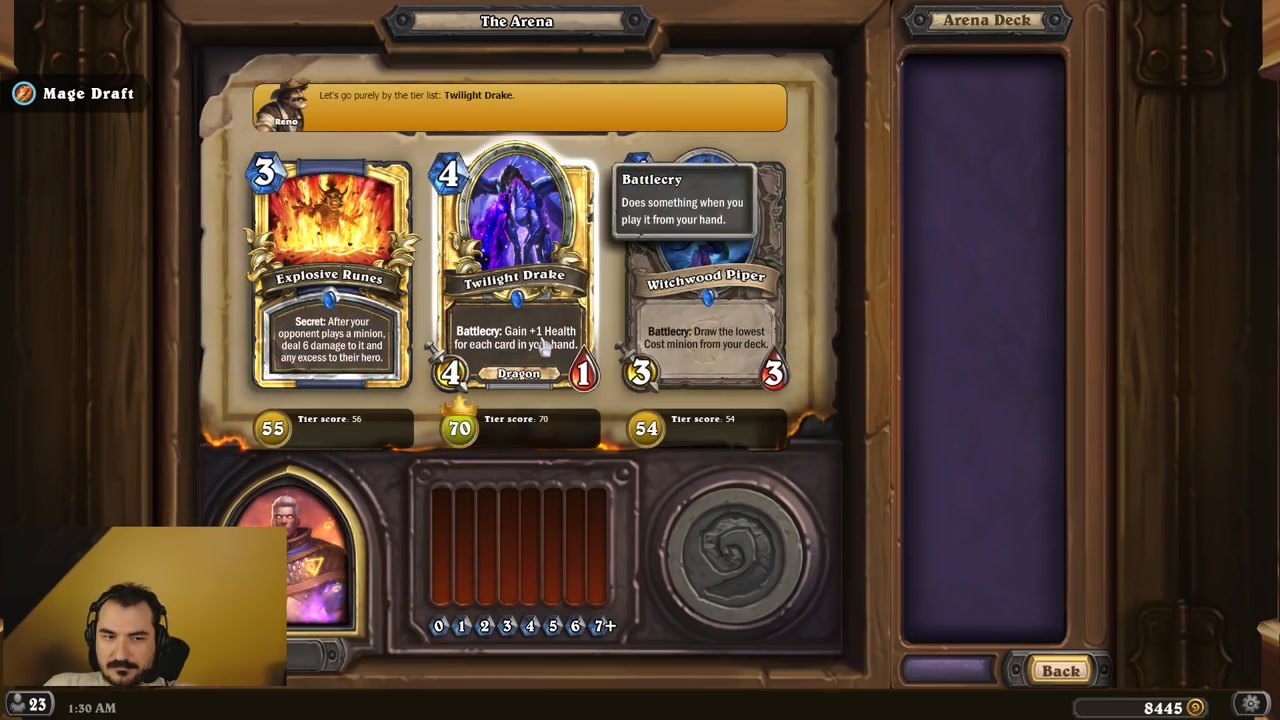 The Arena
Arena Deck
Mage Draft
Let's go purely by the tier list: Twilight Drake.
Reno
3
4
Battlecry
Does something when you
play it from your hand.
Explosive Runes
Twilight Drake
Witchwood Piper
Secret: After your
opponent plays a minion,
deal 6 damage to it and
any excess to their hero.
Battlecry: Gain +1 Health
for each card in your hand.
Battlecry: Draw the lowest
Cost minion from your deck.
4
Dragon
1
3
3
55
Tier score: 56
70
Tier score: 70
54
Tier score: 54
0 1 2 3 4 5 6 7+
Back
23
1:30 AM
8445